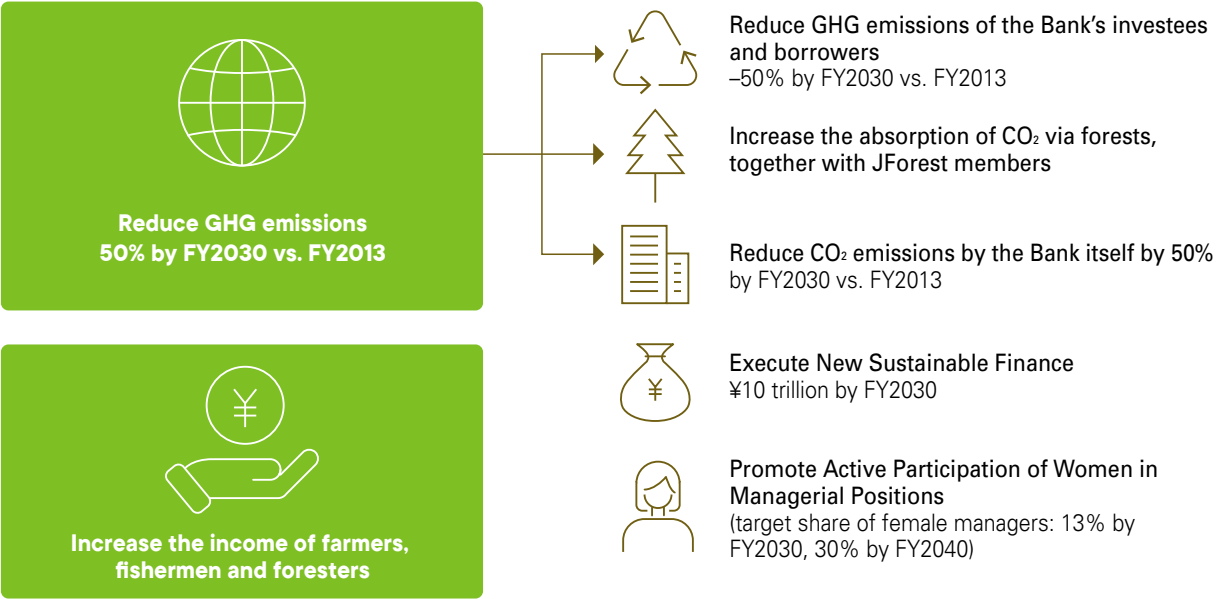 Reduce GHG emissions
50% by FY2030 vs. FY2013
Reduce GHG emissions of the Bank’s investees
and borrowers
–50% by FY2030 vs. FY2013
Increase the absorption of CO₂ via forests,
together with JForest members
Reduce CO₂ emissions by the Bank itself by 50%
by FY2030 vs. FY2013
¥
Increase the income of farmers,
fishermen and foresters
¥
Execute New Sustainable Finance
¥10 trillion by FY2030
Promote Active Participation of Women in
Managerial Positions
(target share of female managers: 13% by
FY2030, 30% by FY2040)